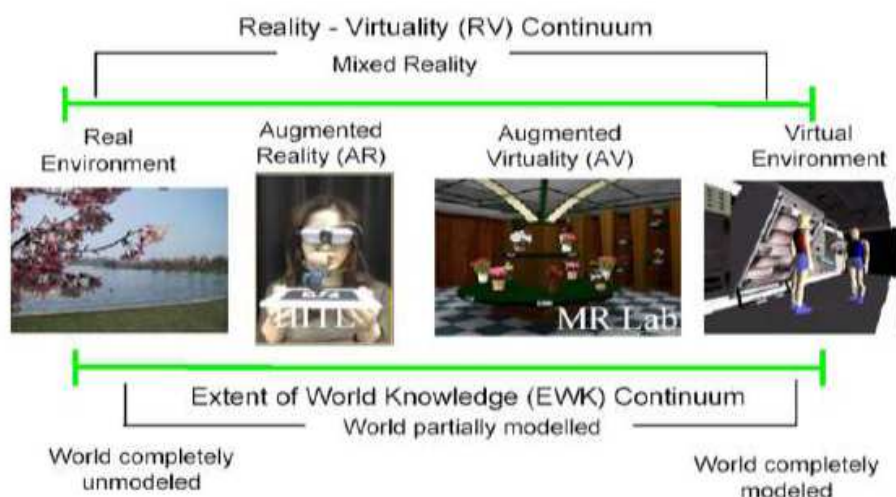 Reality - Virtuality (RV) Continuum
Mixed Reality
Real
Environment
Augmented
Reality (AR)
Augmented
Virtuality (AV)
Virtual
Environment
MR Lab
Extent of World Knowledge (EWK) Continuum
World partially modelled
World completely
unmodeled
World completely
modeled